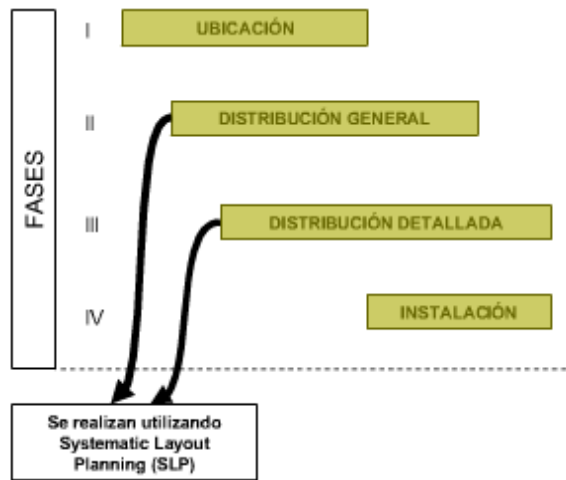 FASES
I
UBICACIÓN
II
DISTRIBUCIÓN GENERAL
III
DISTRIBUCIÓN DETALLADA
IV
INSTALACIÓN
Se realizan utilizando
Systematic Layout
Planning (SLP)